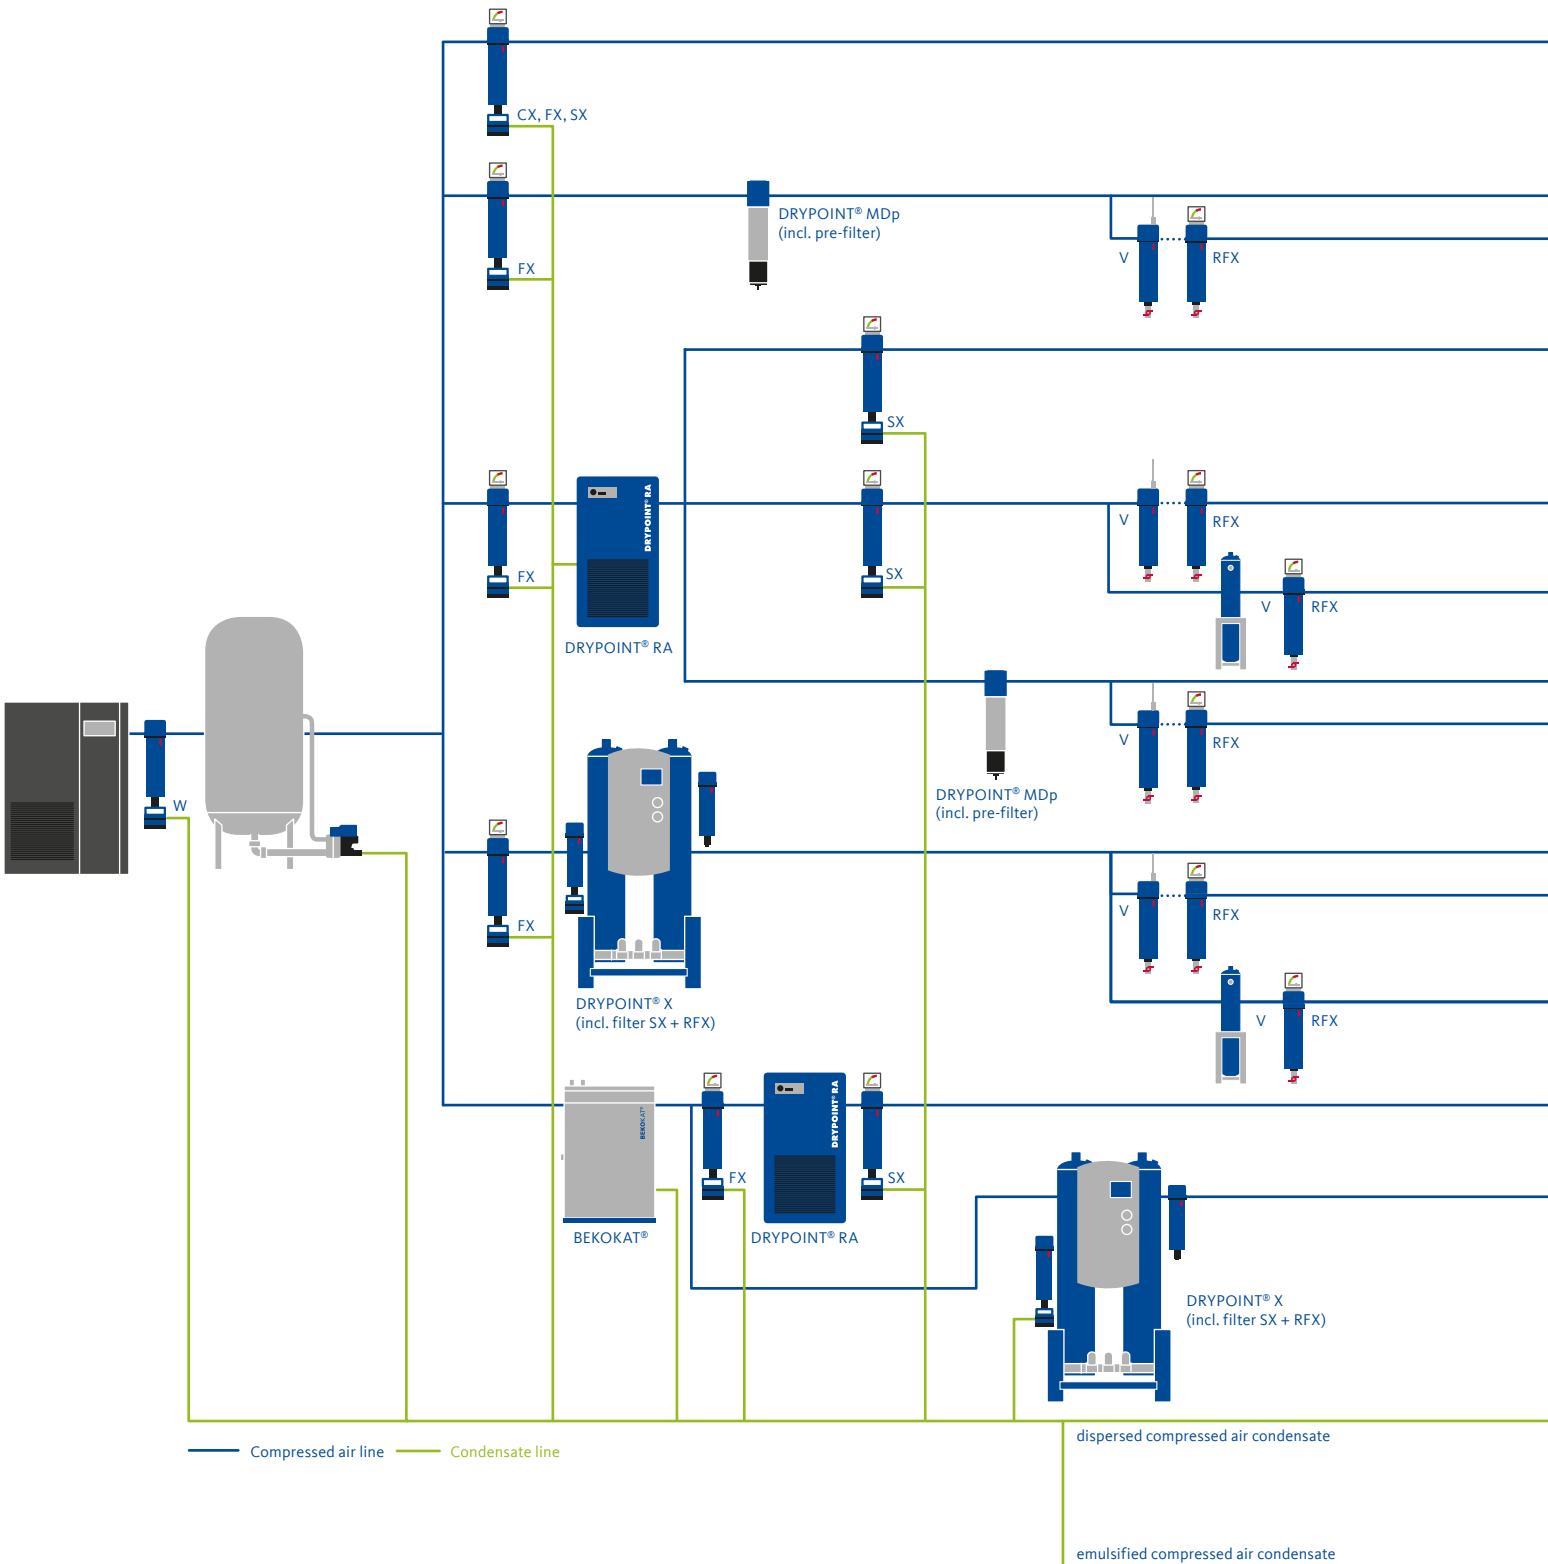 CX, FX, SX
DRYPOINT® MDp
(incl. pre-filter)
FX
V
RFX
SX
DRYPOINT® RA
V
RFX
FX
SX
V
RFX
DRYPOINT® RA
W
DRYPOINT® MDp
(incl. pre-filter)
V
RFX
FX
V
RFX
DRYPOINT® X
(incl. filter SX + RFX)
V
RFX
BEKOKAT®
DRYPOINT® RA
FX
SX
BEKOKAT®
DRYPOINT® RA
DRYPOINT® X
(incl. filter SX + RFX)
Compressed air line
Condensate line
dispersed compressed air condensate
emulsified compressed air condensate